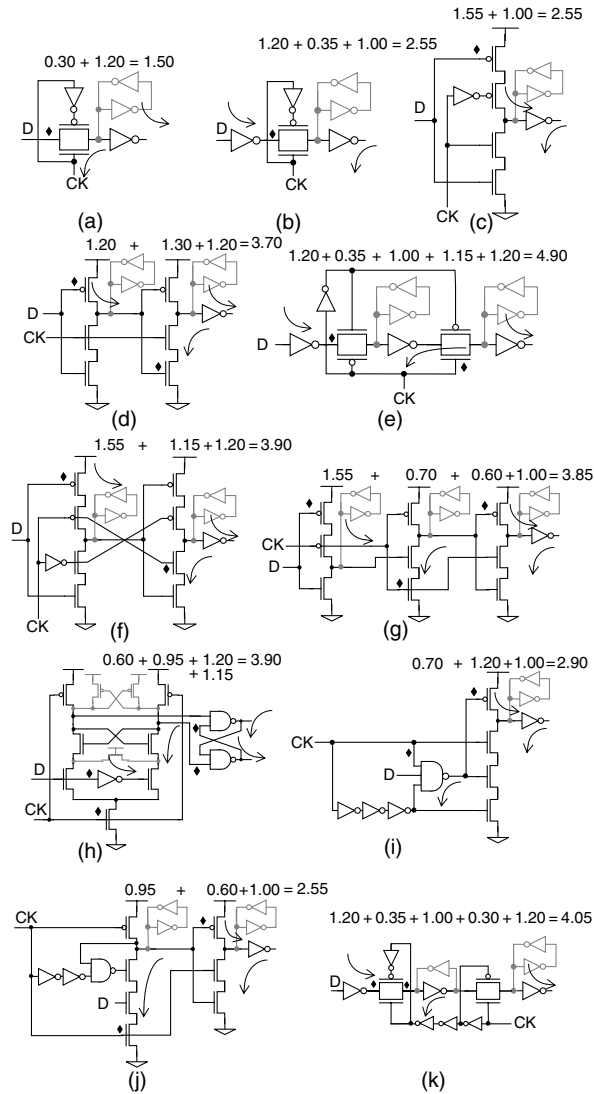 0.30 + 1.20 = 1.50
D
CK
(a)
1.20 + 0.35 + 1.00 = 2.55
D
CK
(b)
1.55 + 1.00 = 2.55
D
CK
(c)
1.20 + 1.30 + 1.20 = 3.70
D
CK
(d)
1.20 + 0.35 + 1.00 + 1.15 + 1.20 = 4.90
D
CK
(e)
1.55 + 1.15 + 1.20 = 3.90
D
CK
(f)
1.55 + 0.70 + 0.60 + 1.00 = 3.85
CK
D
(g)
0.60 + 0.95 + 1.20 = 3.90
+ 1.15
D
CK
(h)
0.70 + 1.20 + 1.00 = 2.90
CK
D
(i)
0.95 + 0.60 + 1.00 = 2.55
CK
D
(j)
1.20 + 0.35 + 1.00 + 0.30 + 1.20 = 4.05
D
CK
(k)